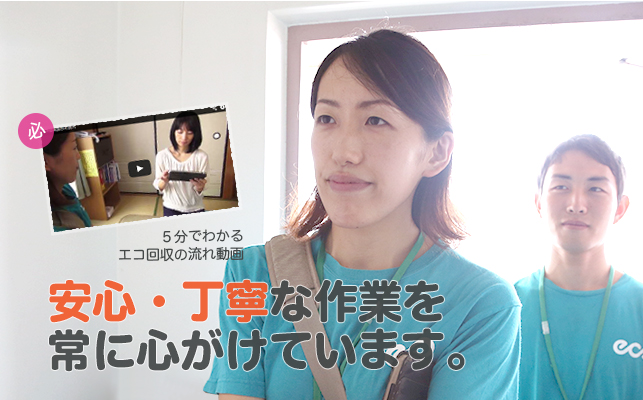 必
5分でわかる
エコ回収の流れ動画
安心・丁寧な作業を
常に心がけています。
ec